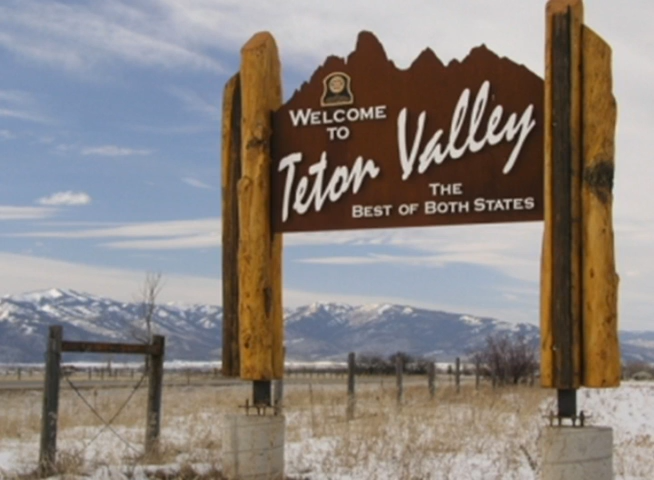 WELCOME
TO
Teton Valley
THE
BEST OF BOTH STATES